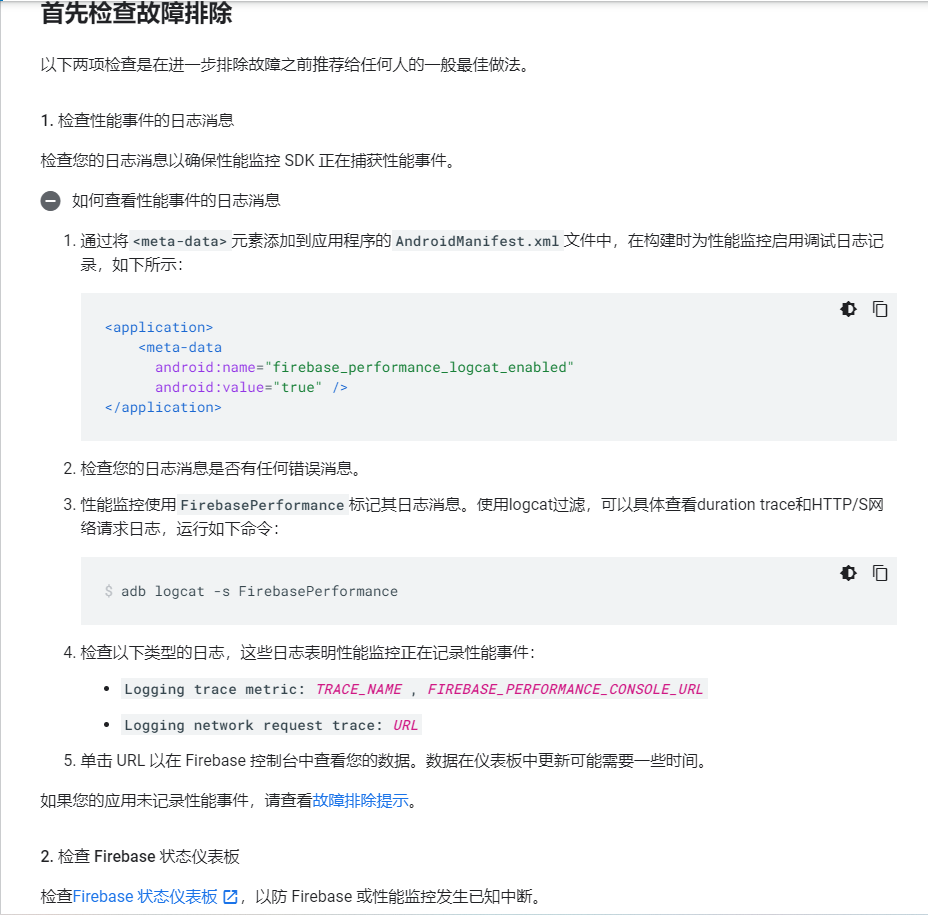 首先检查故障排除
以下两项检查是在进一步排除故障之前推荐给任何人的一般最佳做法。
1. 检查性能事件的日志消息
检查您的日志消息以确保性能监控 SDK 正在捕获性能事件。
如何查看性能事件的日志消息
1. 通过将 <meta-data> 元素添加到应用程序的 AndroidManifest.xml 文件中，在构建时为性能监控启用调试日志记
录，如下所示：
<application>
<meta-data
android:name="firebase_performance_logcat_enabled"
android:value="true" />
</application>
2. 检查您的日志消息是否有任何错误消息。
3. 性能监控使用 FirebasePerformance 标记其日志消息。使用logcat过滤，可以具体查看duration trace和HTTP/S网
络请求日志，运行如下命令：
$ adb logcat -s FirebasePerformance
4. 检查以下类型的日志，这些日志表明性能监控正在记录性能事件：
• Logging trace metric: TRACE_NAME , FIREBASE_PERFORMANCE_CONSOLE_URL
• Logging network request trace: URL
5. 单击 URL 以在 Firebase 控制台中查看您的数据。数据在仪表板中更新可能需要一些时间。
如果您的应用未记录性能事件，请查看故障排除提示。
2. 检查 Firebase 状态仪表板
检查Firebase 状态仪表板 ，以防 Firebase 或性能监控发生已知中断。